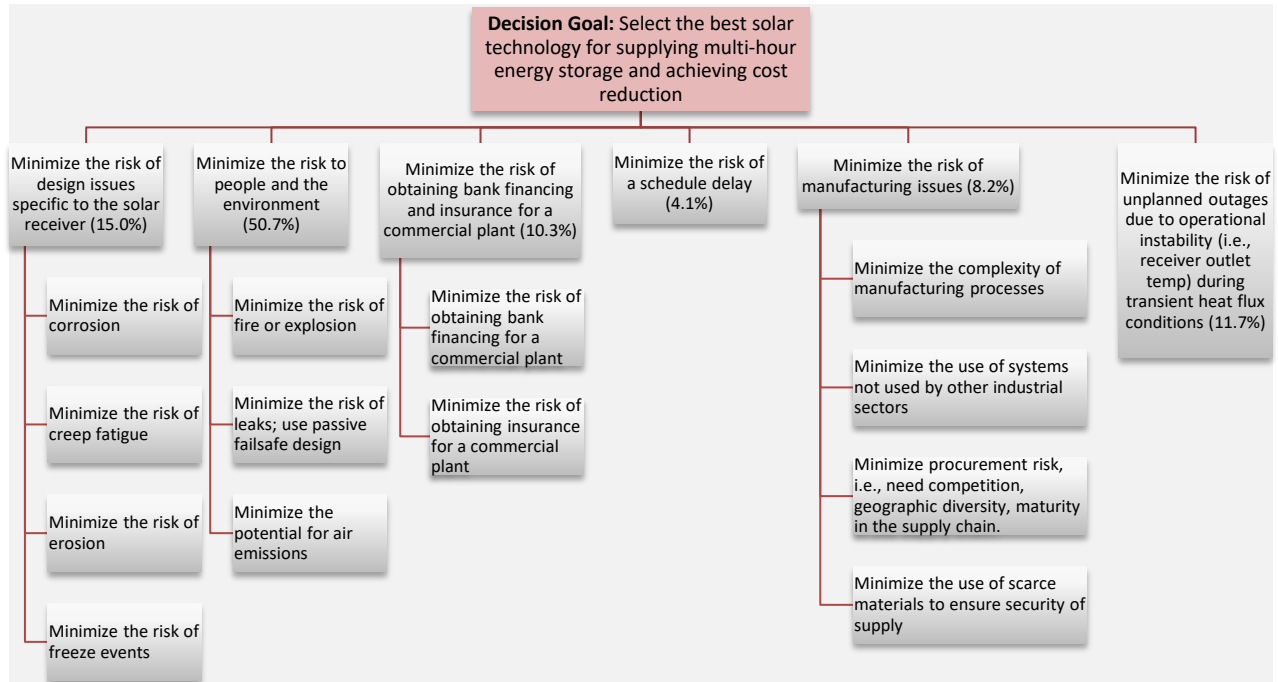 Decision Goal: Select the best solar
technology for supplying multi-hour
energy storage and achieving cost
reduction
Minimize the risk of
design issues
specific to the solar
receiver (15.0%)
Minimize the risk of
corrosion
Minimize the risk of
creep fatigue
Minimize the risk of
erosion
Minimize the risk of
freeze events
Minimize the risk to
people and the
environment
(50.7%)
Minimize the risk of
fire or explosion
Minimize the risk of
leaks; use passive
failsafe design
Minimize the
potential for air
emissions
Minimize the risk of
obtaining bank financing
and insurance for a
commercial plant (10.3%)
Minimize the risk of
obtaining bank
financing for a
commercial plant
Minimize the risk of
obtaining insurance
for a commercial
plant
Minimize the risk of
a schedule delay
(4.1%)
Minimize the risk of
manufacturing issues (8.2%)
Minimize the complexity of
manufacturing processes
Minimize the use of systems
not used by other industrial
sectors
Minimize procurement risk,
i.e., need competition,
geographic diversity, maturity
in the supply chain.
Minimize the use of scarce
materials to ensure security of
supply
Minimize the risk of
unplanned outages
due to operational
instability (i.e.,
receiver outlet
temp) during
transient heat flux
conditions (11.7%)